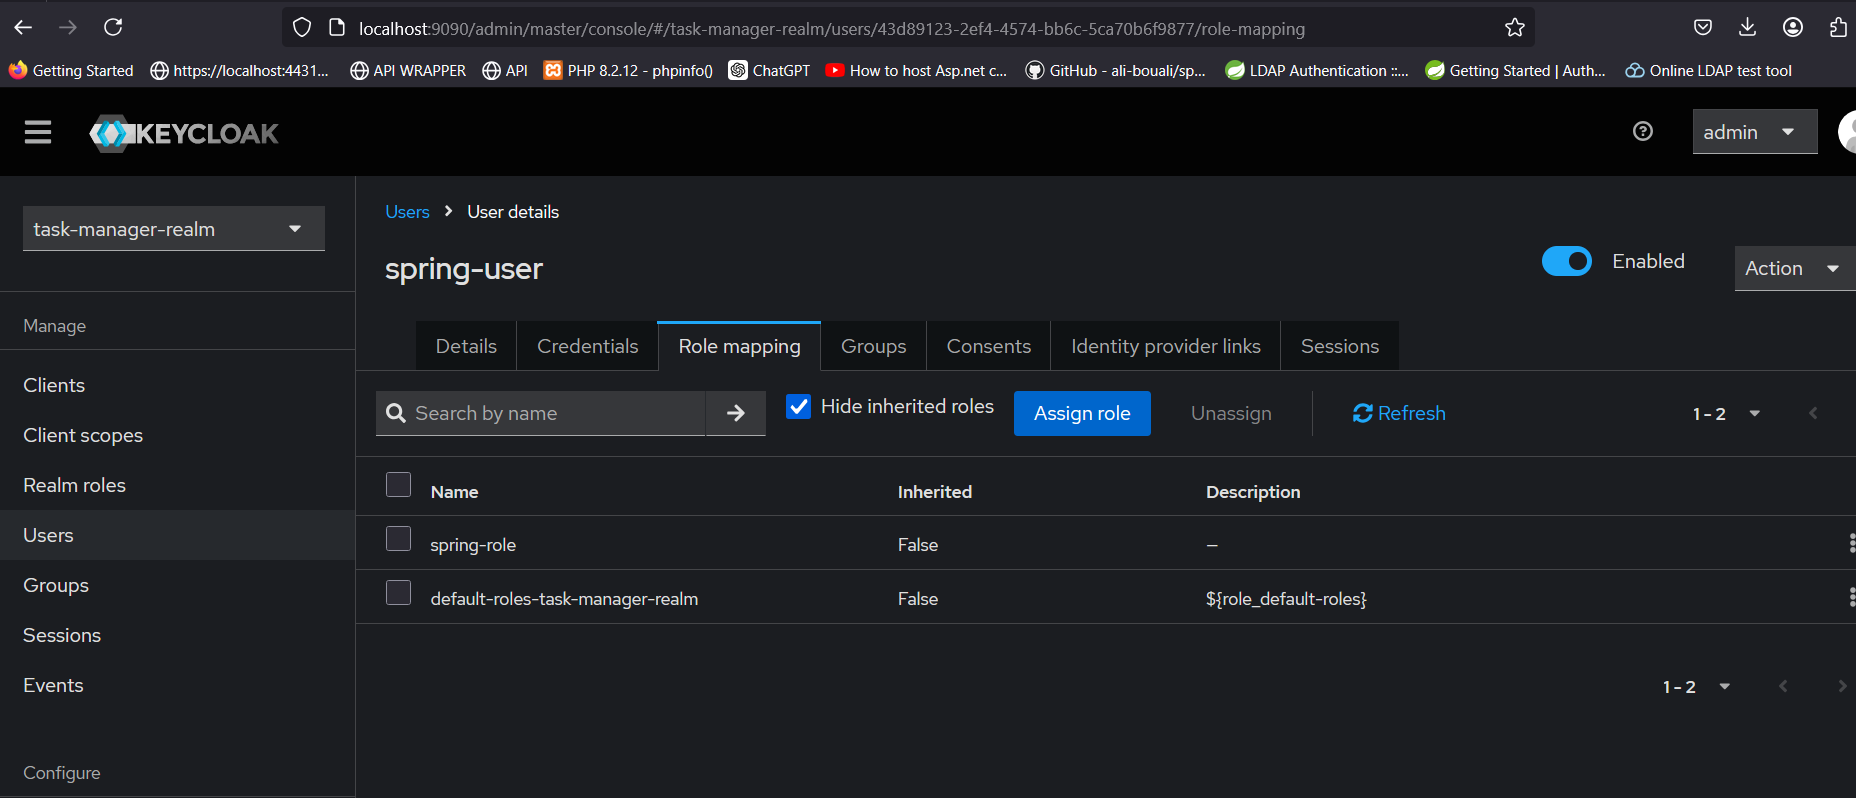 localhost:9090/admin/master/console/#/task-manager-realm/users/43d89123-2ef4-4574-bb6c-5ca70b6f9877/role-mapping
Getting Started https://localhost:4431... API WRAPPER API PHP 8.2.12 - phpinfo() ChatGPT How to host Asp.net c... GitHub - ali-bouali/sp... LDAP Authentication ::... Getting Started | Auth... Online LDAP test tool
KEYCLOAK admin
task-manager-realm
Manage
Clients
Client scopes
Realm roles
Users
Groups
Sessions
Events
Configure
Users User details
spring-user
Enabled Action
Details Credentials Role mapping Groups Consents Identity provider links Sessions
Search by name Hide inherited roles Assign role Unassign Refresh 1 - 2
Name Inherited Description
spring-role False –
default-roles-task-manager-realm False ${role_default-roles}
1 - 2